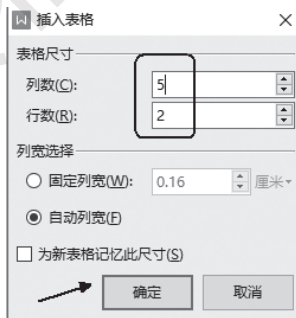 插入表格
表格尺寸
列数(C): 5
行数(R): 2
列宽选择
固定列宽(W): 0.16 厘米
自动列宽(F)
为新表格记忆此尺寸(S)
确定 取消